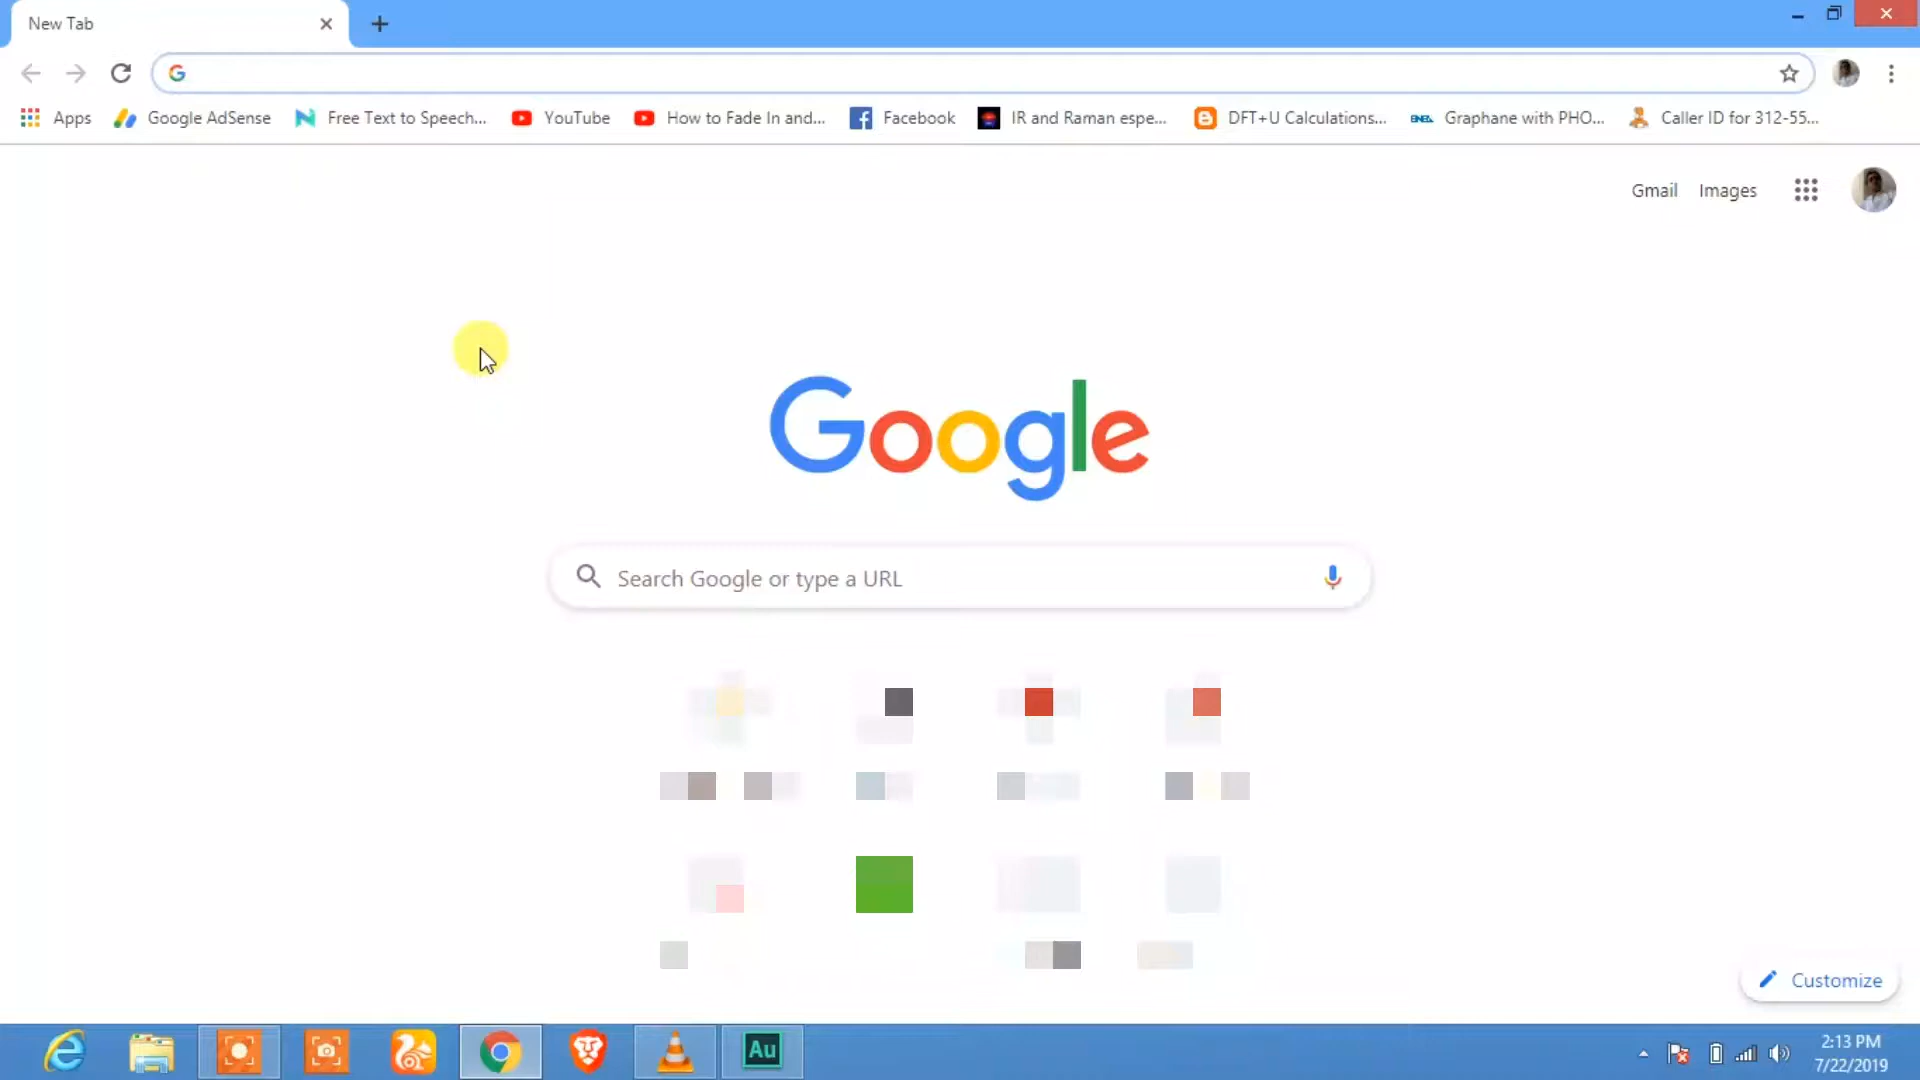 New Tab
Apps Google AdSense Free Text to Speech... YouTube How to Fade In and... Facebook IR and Raman espe... DFT+U Calculations... Graphane with PHO... Caller ID for 312-55...
Gmail Images
Google
Search Google or type a URL
Customize
Au
2:13 PM
7/22/2019